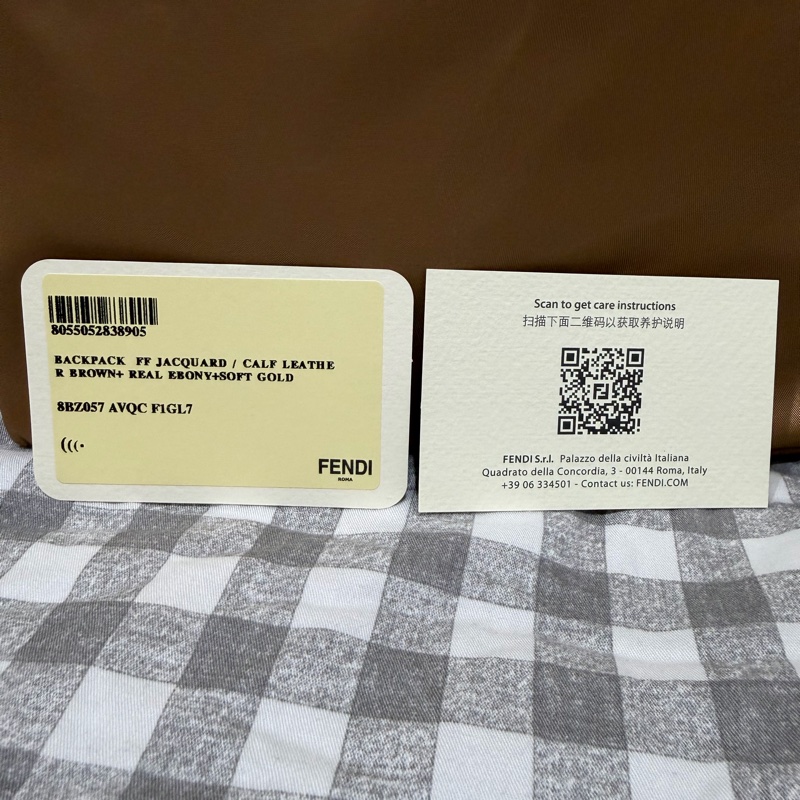 8055052838905
BACKPACK FF JACQUARD / CALF LEATHE
R BROWN+ REAL EBONY+SOFT GOLD
8BZ057 AVQC F1GL7
FENDI
ROMA
Scan to get care instructions
扫描下面二维码以获取养护说明
FENDI S.r.l. Palazzo della civiltà Italiana
Quadrato della Concordia, 3 - 00144 Roma, Italy
+39 06 334501 - Contact us: FENDI.COM